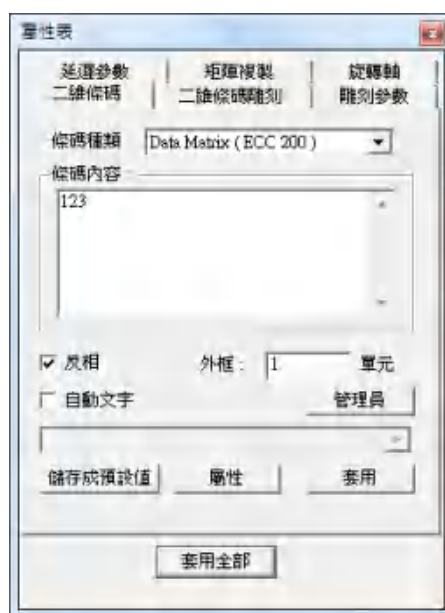 屬性表
延遲參數 矩陣複製 旋轉軸
二維條碼 二維條碼雕刻 雕刻參數
條碼種類 Data Matrix ( ECC 200 )
條碼內容
123
反相 外框： 1 單元
自動文字 管理員
儲存成預設值 屬性 套用
套用全部